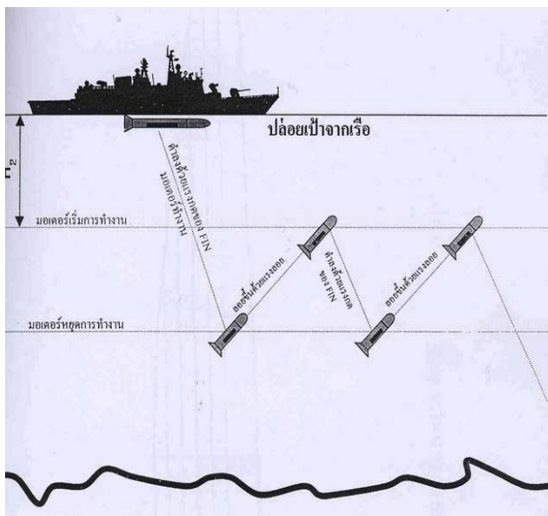 ปล่อยเป้าจากเรือ
H2
ดำลงด้วยแรงกดของ FIN
มอเตอร์ทำงาน
มอเตอร์เริ่มการทำงาน
ลอยขึ้นด้วยแรงลอย
ดำลงด้วยแรงกด
ของ FIN
ลอยขึ้นด้วยแรงลอย
มอเตอร์หยุดการทำงาน